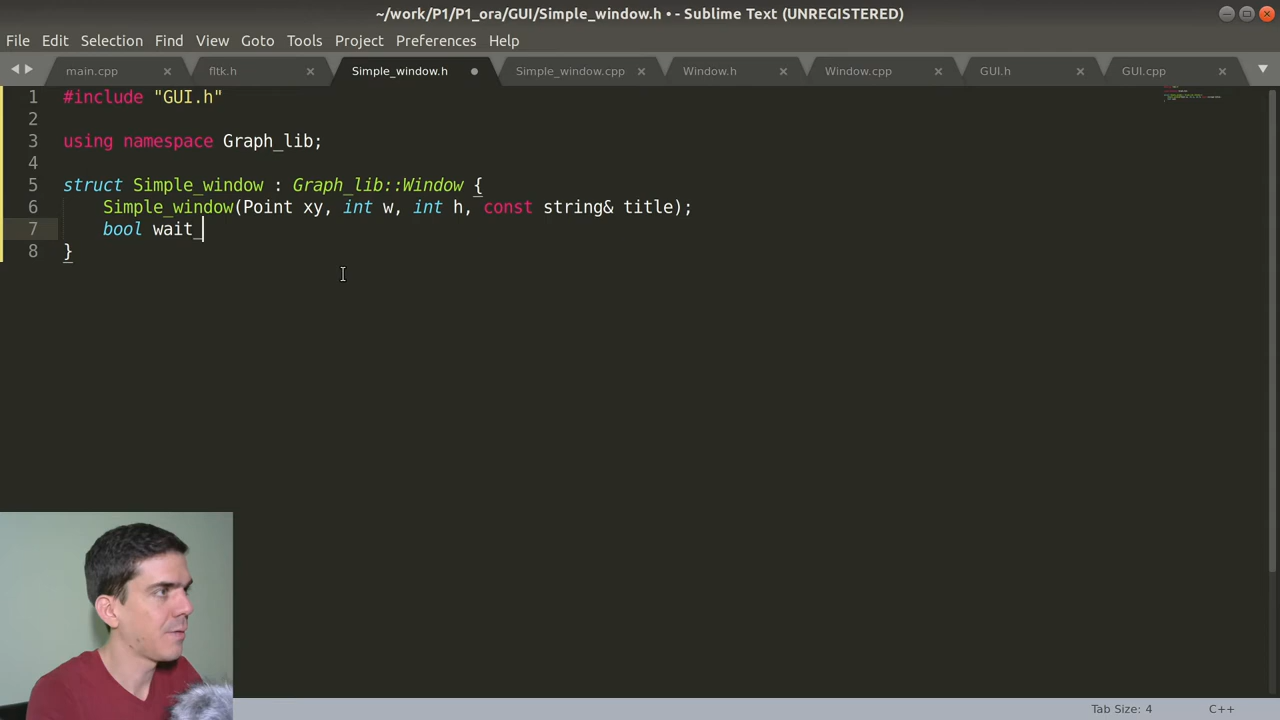 ~/work/P1/P1_ora/GUI/Simple_window.h • - Sublime Text (UNREGISTERED)
File Edit Selection Find View Goto Tools Project Preferences Help
main.cpp fltk.h Simple_window.h Simple_window.cpp Window.h Window.cpp GUI.h GUI.cpp
1 #include "GUI.h"
2
3 using namespace Graph_lib;
4
5 struct Simple_window : Graph_lib::Window {
6 Simple_window(Point xy, int w, int h, const string& title);
7 bool wait_
8 }
Tab Size: 4 C++